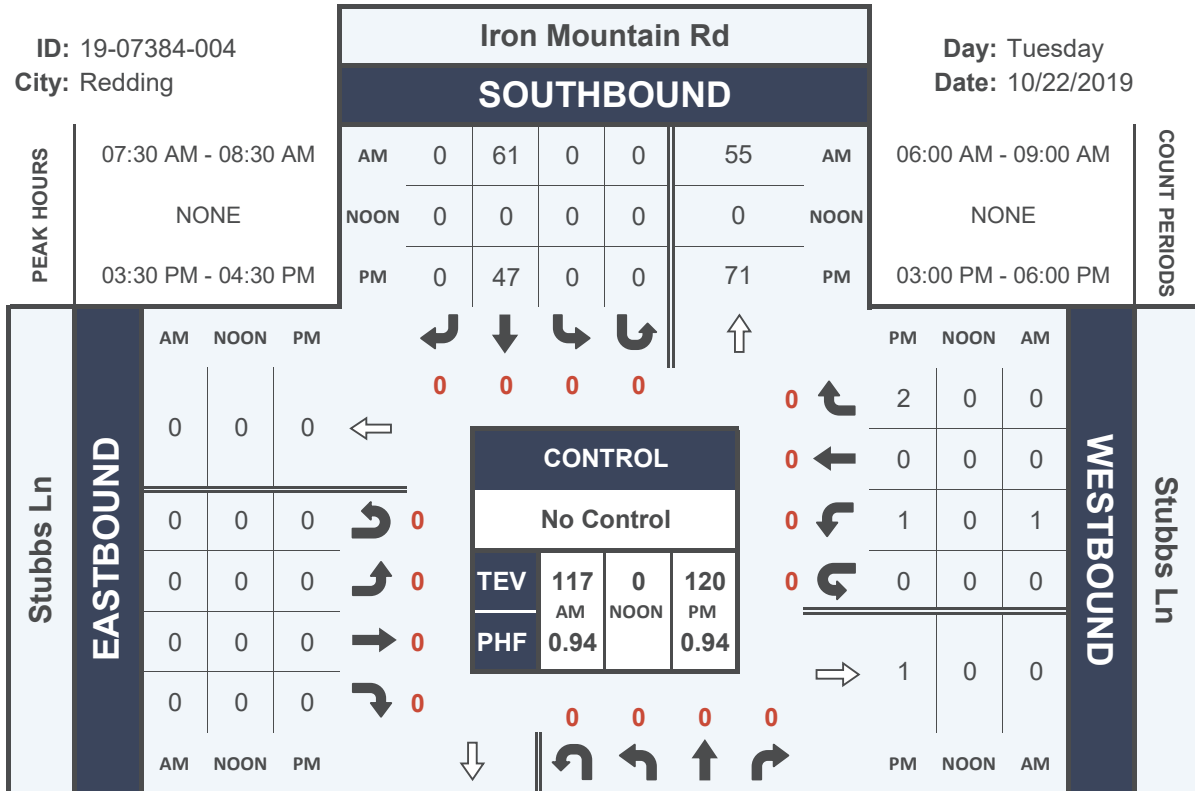 Iron Mountain Rd
ID: 19-07384-004
Day: Tuesday
City: Redding
Date: 10/22/2019
SOUTHBOUND
PEAK HOURS
07:30 AM - 08:30 AM
NONE
03:30 PM - 04:30 PM
AM 0 61 0 0 55 AM
NOON 0 0 0 0 0 NOON
PM 0 47 0 0 71 PM
06:00 AM - 09:00 AM
NONE
03:00 PM - 06:00 PM
COUNT PERIODS
0 0 0 0
Stubbs Ln
EASTBOUND
AM NOON PM
0 0 0
0 0 0 0
0 0 0 0
0 0 0 0
0 0 0 0
AM NOON PM
CONTROL
No Control
TEV 117 0 120
AM NOON PM
PHF 0.94 0.94
PM NOON AM
0 2 0 0
0 0 0 0
0 1 0 1
0 0 0 0
1 0 0
PM NOON AM
WESTBOUND
Stubbs Ln
0 0 0 0